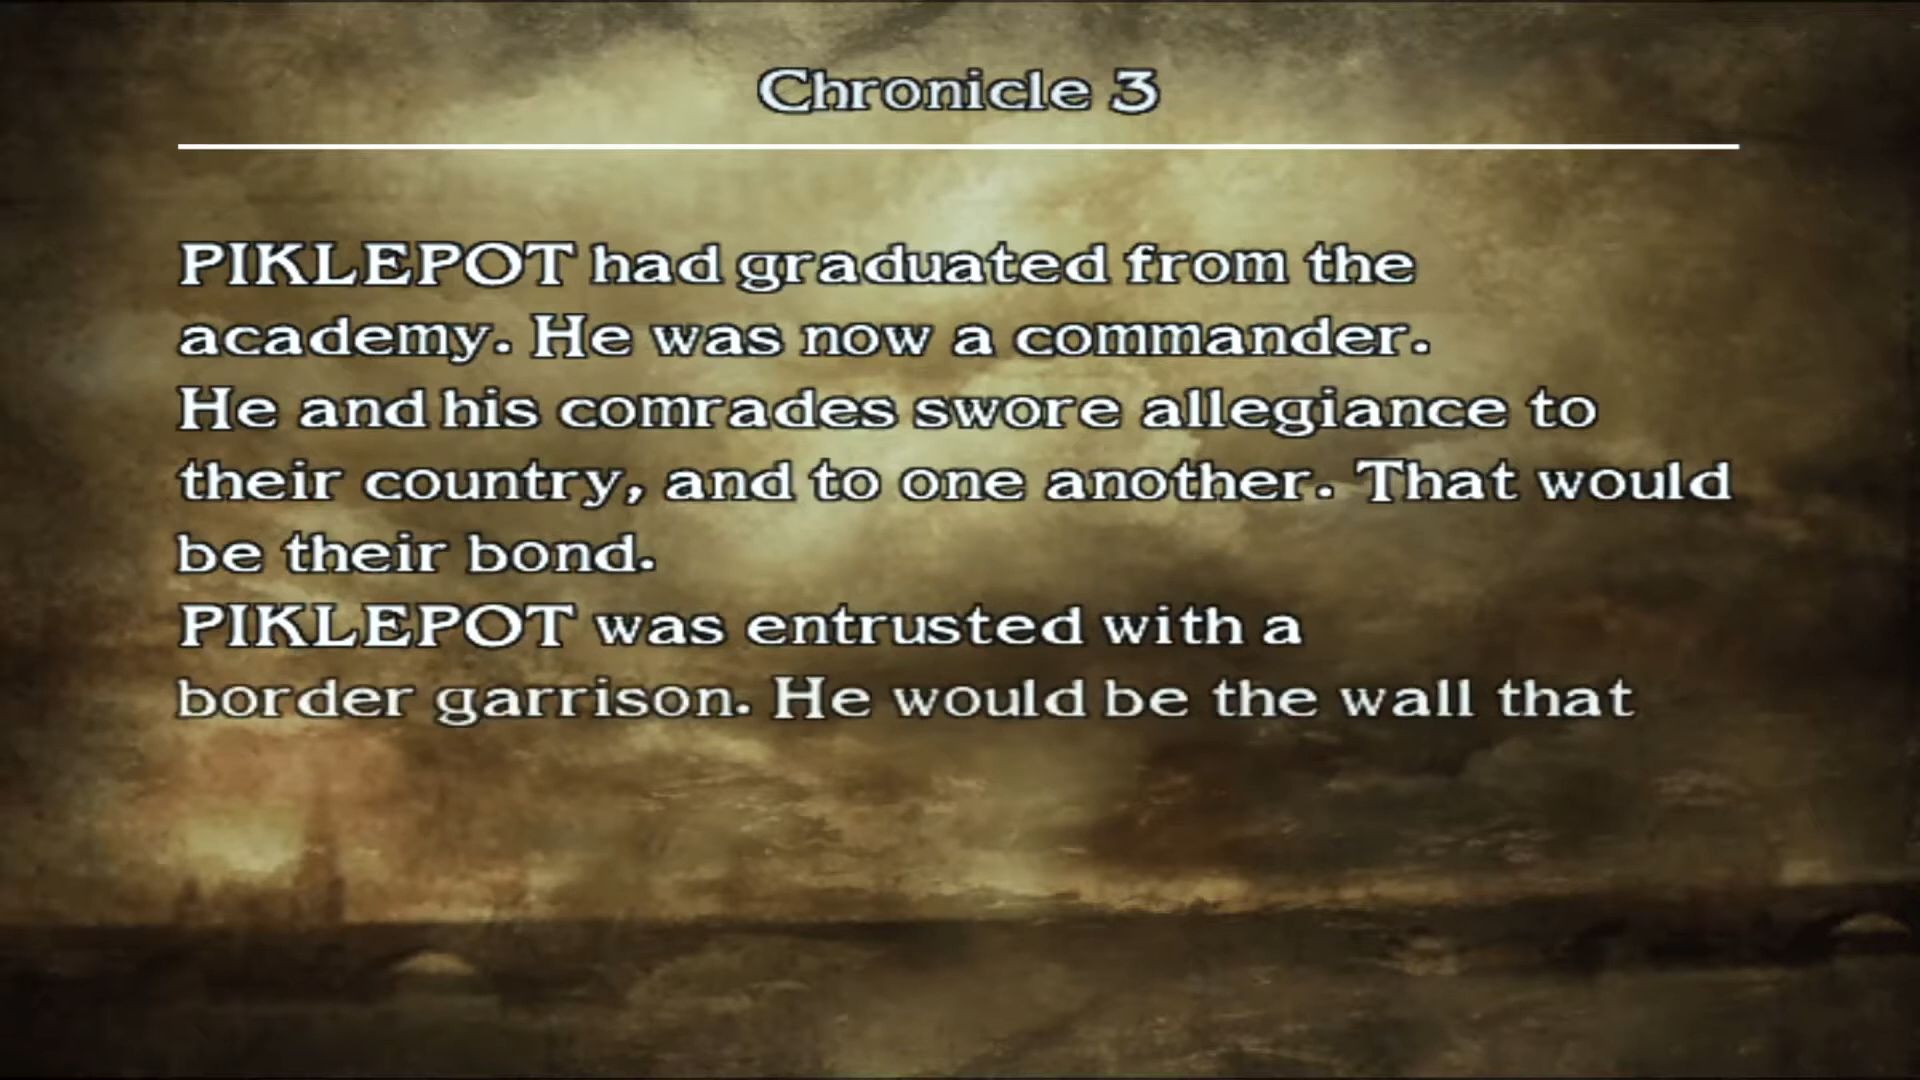 Chronicle 3
PIKLEPOT had graduated from the
academy. He was now a commander.
He and his comrades swore allegiance to
their country, and to one another. That would
be their bond.
PIKLEPOT was entrusted with a
border garrison. He would be the wall that